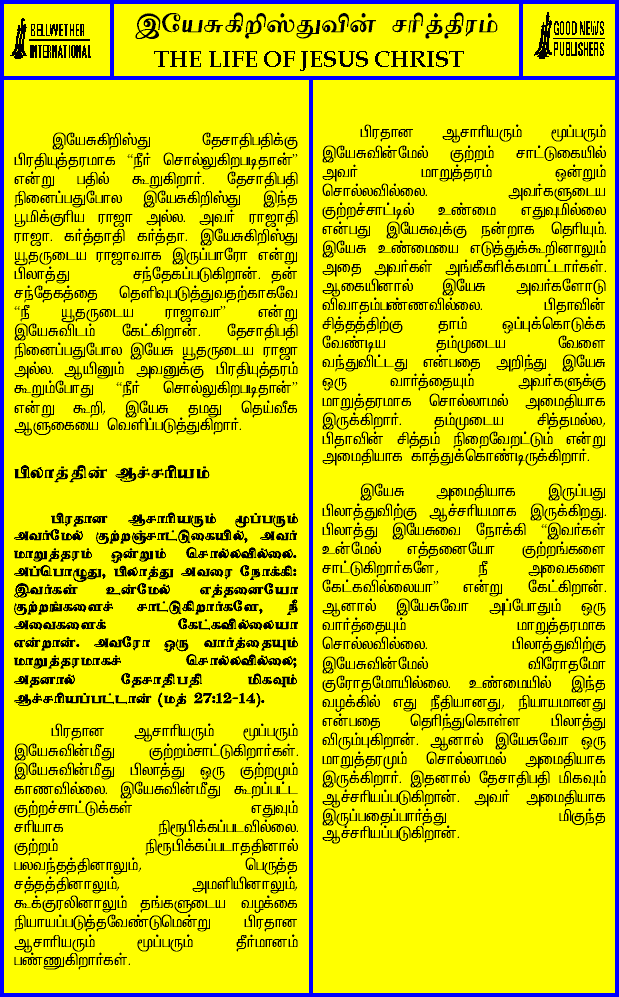 BELLWETHER
INTERNATIONAL
இயேசுகிறிஸ்துவின் சரித்திரம்
THE LIFE OF JESUS CHRIST
GOOD NEWS
PUBLISHERS
இயேசுகிறிஸ்து தேசாதிபதிக்கு
பிரதியுத்தரமாக “நீர் சொல்லுகிறபடிதான்”
என்று பதில் கூறுகிறார். தேசாதிபதி
நினைப்பதுபோல இயேசுகிறிஸ்து இந்த
பூமிக்குரிய ராஜா அல்ல. அவர் ராஜாதி
ராஜா. கர்த்தாதி கர்த்தா. இயேசுகிறிஸ்து
யூதருடைய ராஜாவாக இருப்பாரோ என்று
பிலாத்து சந்தேகப்படுகிறான். தன்
சந்தேகத்தை தெளிவுபடுத்துவதற்காகவே
“நீ யூதருடைய ராஜாவா” என்று
இயேசுவிடம் கேட்கிறான். தேசாதிபதி
நினைப்பதுபோல இயேசு யூதருடைய ராஜா
அல்ல. ஆயினும் அவனுக்கு பிரதியுத்தரம்
கூறும்போது “நீர் சொல்லுகிறபடிதான்”
என்று கூறி, இயேசு தமது தெய்வீக
ஆளுகையை வெளிப்படுத்துகிறார்.
பிலாத்தின் ஆச்சரியம்
பிரதான ஆசாரியரும் மூப்பரும்
அவர்மேல் குற்றஞ்சாட்டுகையில், அவர்
மாறுத்தரம் ஒன்றும் சொல்லவில்லை.
அப்பொழுது, பிலாத்து அவரை நோக்கி:
இவர்கள் உன்மேல் எத்தனையோ
குற்றங்களைச் சாட்டுகிறார்களே, நீ
அவைகளைக் கேட்கவில்லையா
என்றான். அவரோ ஒரு வார்த்தையும்
மாறுத்தரமாகச் சொல்லவில்லை;
அதனால் தேசாதிபதி மிகவும்
ஆச்சரியப்பட்டான் (மத் 27:12-14).
பிரதான ஆசாரியரும் மூப்பரும்
இயேசுவின்மீது குற்றம்சாட்டுகிறார்கள்.
இயேசுவின்மீது பிலாத்து ஒரு குற்றமும்
காணவில்லை. இயேசுவின்மீது கூறப்பட்ட
குற்றச்சாட்டுக்கள் எதுவும்
சரியாக நிரூபிக்கப்படவில்லை.
குற்றம் நிரூபிக்கப்படாததினால்
பலவந்தத்தினாலும், பெருத்த
சத்தத்தினாலும், அமளியினாலும்,
கூக்குரலினாலும் தங்களுடைய வழக்கை
நியாயப்படுத்தவேண்டுமென்று பிரதான
ஆசாரியரும் மூப்பரும் தீர்மானம்
பண்ணுகிறார்கள்.
பிரதான ஆசாரியரும் மூப்பரும்
இயேசுவின்மேல் குற்றம் சாட்டுகையில்
அவர் மாறுத்தரம் ஒன்றும்
சொல்லவில்லை. அவர்களுடைய
குற்றச்சாட்டில் உண்மை எதுவுமில்லை
என்பது இயேசுவுக்கு நன்றாக தெரியும்.
இயேசு உண்மையை எடுத்துக்கூறினாலும்
அதை அவர்கள் அங்கீகரிக்கமாட்டார்கள்.
ஆகையினால் இயேசு அவர்களோடு
விவாதம்பண்ணவில்லை. பிதாவின்
சித்தத்திற்கு தாம் ஒப்புக்கொடுக்க
வேண்டிய தம்முடைய வேளை
வந்துவிட்டது என்பதை அறிந்து இயேசு
ஒரு வார்த்தையும் அவர்களுக்கு
மாறுத்தரமாக சொல்லாமல் அமைதியாக
இருக்கிறார். தம்முடைய சித்தமல்ல,
பிதாவின் சித்தம் நிறைவேறட்டும் என்று
அமைதியாக காத்துக்கொண்டிருக்கிறார்.
இயேசு அமைதியாக இருப்பது
பிலாத்துவிற்கு ஆச்சரியமாக இருக்கிறது.
பிலாத்து இயேசுவை நோக்கி “இவர்கள்
உன்மேல் எத்தனையோ குற்றங்களை
சாட்டுகிறார்களே, நீ அவைகளை
கேட்கவில்லையா” என்று கேட்கிறான்.
ஆனால் இயேசுவோ அப்போதும் ஒரு
வார்த்தையும் மாறுத்தரமாக
சொல்லவில்லை. பிலாத்துவிற்கு
இயேசுவின்மேல் விரோதமோ
குரோதமோயில்லை. உண்மையில் இந்த
வழக்கில் எது நீதியானது, நியாயமானது
என்பதை தெரிந்துகொள்ள பிலாத்து
விரும்புகிறான். ஆனால் இயேசுவோ ஒரு
மாறுத்தரமும் சொல்லாமல் அமைதியாக
இருக்கிறார். இதனால் தேசாதிபதி மிகவும்
ஆச்சரியப்படுகிறான். அவர் அமைதியாக
இருப்பதைப்பார்த்து மிகுந்த
ஆச்சரியப்படுகிறான்.